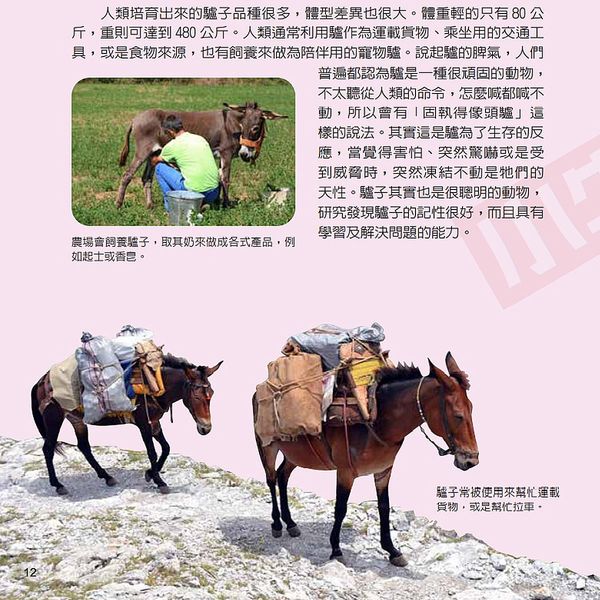 人類培育出來的驢子品種很多，體型差異也很大。體重輕的只有 80 公
斤，重則可達到 480 公斤。人類通常利用驢作為運載貨物、乘坐用的交通工
具，或是食物來源，也有飼養來做為陪伴用的寵物驢。說起驢的脾氣，人們
普遍都認為驢是一種很頑固的動物，
不太聽從人類的命令，怎麼喊都喊不
動，所以會有「固執得像頭驢」這
樣的說法。其實這是驢為了生存的反
應，當覺得害怕、突然驚嚇或是受
到威脅時，突然凍結不動是牠們的
天性。驢子其實也是很聰明的動物，
研究發現驢子的記性很好，而且具有
學習及解決問題的能力。
農場會飼養驢子，取其奶來做成各式產品，例
如起士或香皂。
驢子常被使用來幫忙運載
貨物，或是幫忙拉車。
12